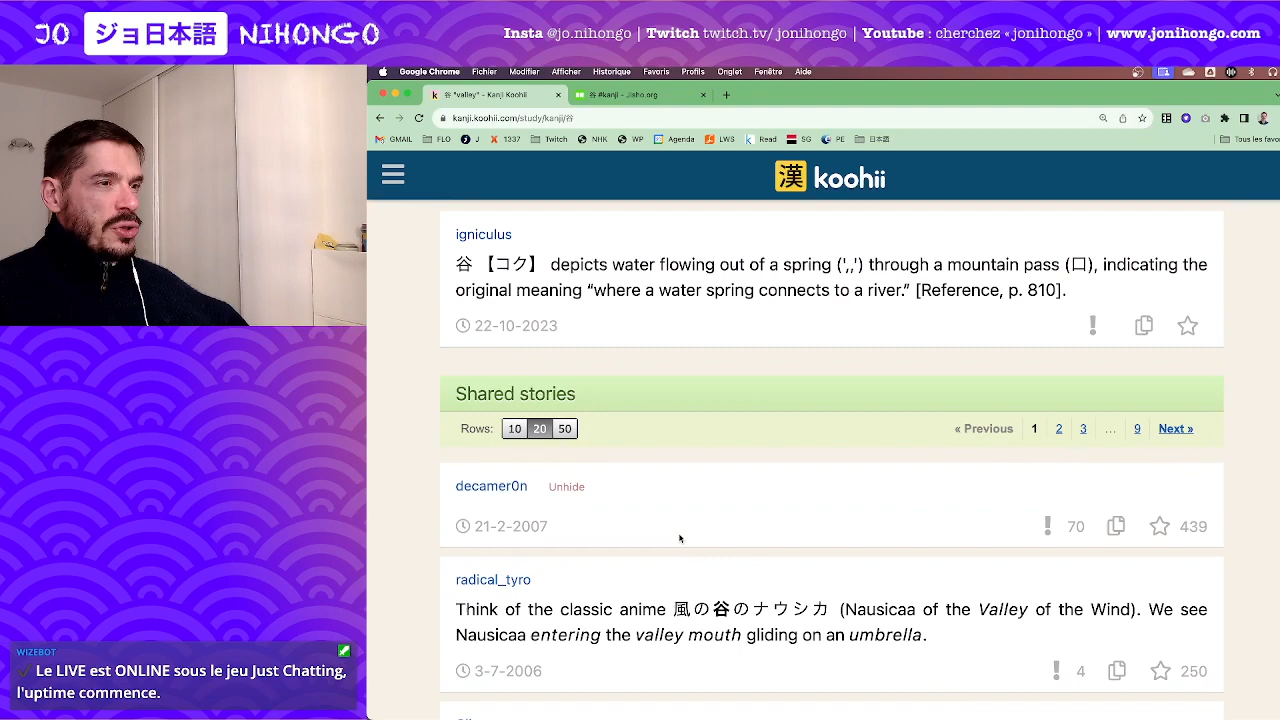 JO ジョ日本語 NIHONGO
Insta @jo.nihongo | Twitch twitch.tv/ jonihongo | Youtube : cherchez « jonihongo » | www.jonihongo.com
Google Chrome Fichier Modifier Afficher Historique Favoris Profils Onglet Fenêtre Aide
谷 "valley" - Kanji Koohii × 谷 #kanji - Jisho.org × +
kanji.koohii.com/study/kanji/谷
GMAIL FLO J 1337 Twitch NHK WP Agenda LWS Read SG PE 日本語 Tous les favo
漢 koohii
igniculus
谷 【コク】 depicts water flowing out of a spring (',,') through a mountain pass (口), indicating the
original meaning “where a water spring connects to a river.” [Reference, p. 810].
22-10-2023
Shared stories
Rows: 10 20 50 « Previous 1 2 3 ... 9 Next »
decamer0n Unhide
21-2-2007 70 439
radical_tyro
Think of the classic anime 風の谷のナウシカ (Nausicaa of the Valley of the Wind). We see
Nausicaa entering the valley mouth gliding on an umbrella.
3-7-2006 4 250
WIZEBOT
✓ Le LIVE est ONLINE sous le jeu Just Chatting,
l'uptime commence.